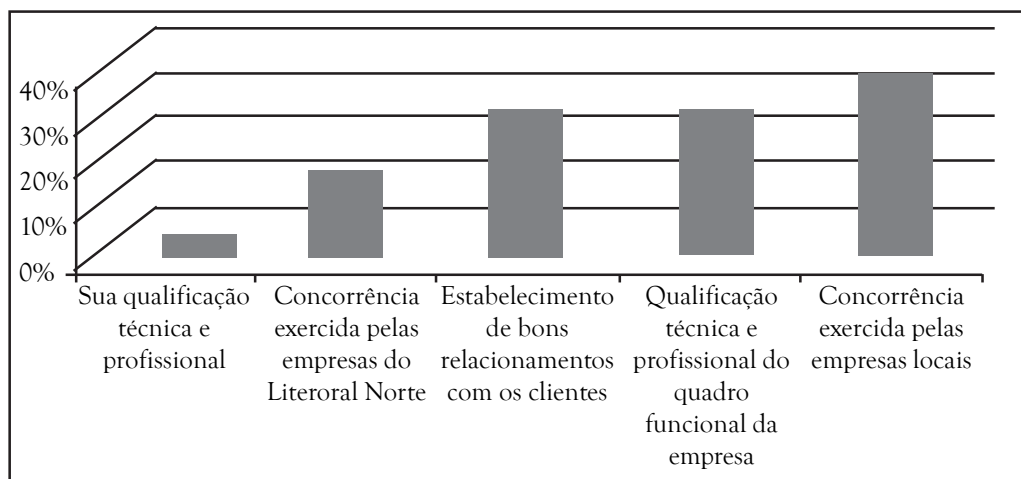 40%
30%
20%
10%
0%
Sua qualificação
técnica e
profissional
Concorrência
exercida pelas
empresas do
Literoral Norte
Estabelecimento
de bons
relacionamentos
com os clientes
Qualificação
técnica e
profissional do
quadro
funcional da
empresa
Concorrência
exercida pelas
empresas locais